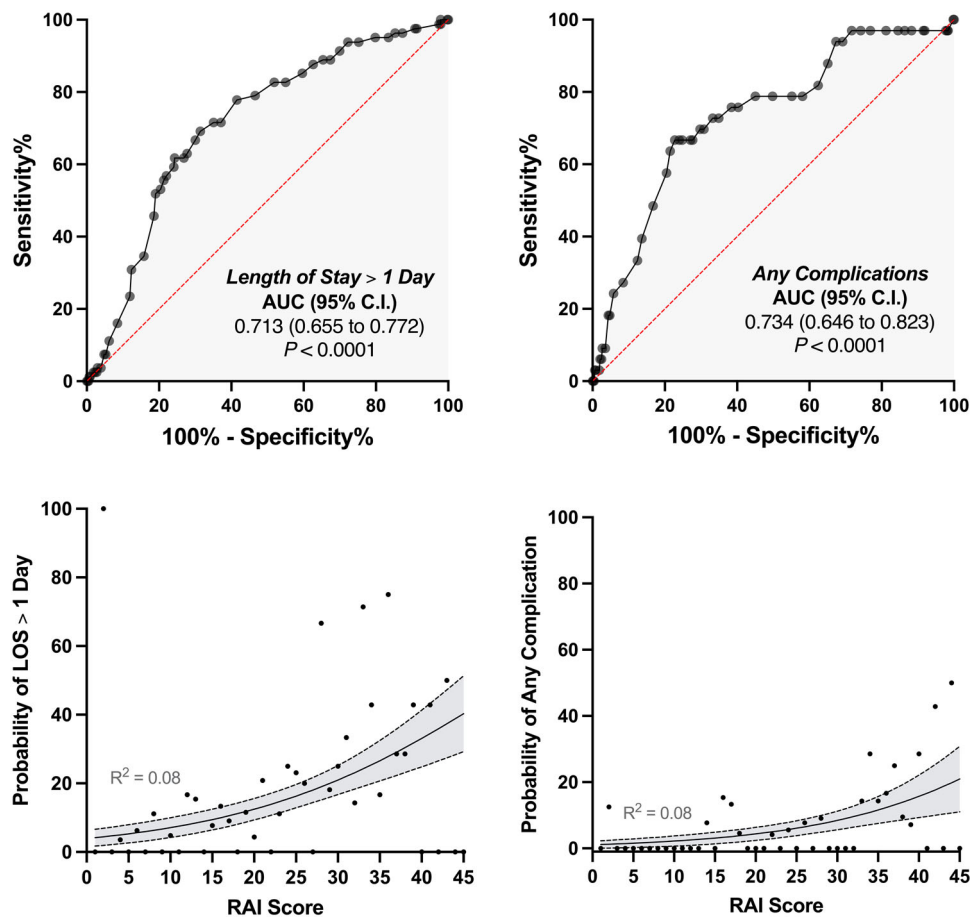 Sensitivity%
100
80
60
40
20
0
0 20 40 60 80 100
100% - Specificity%
Length of Stay > 1 Day
AUC (95% C.I.)
0.713 (0.655 to 0.772)
P < 0.0001
Sensitivity%
100
80
60
40
20
0
0 20 40 60 80 100
100% - Specificity%
Any Complications
AUC (95% C.I.)
0.734 (0.646 to 0.823)
P < 0.0001
Probability of LOS > 1 Day
100
80
60
40
20
0
R² = 0.08
0 5 10 15 20 25 30 35 40 45
RAI Score
Probability of Any Complication
100
80
60
40
20
0
R² = 0.08
0 5 10 15 20 25 30 35 40 45
RAI Score